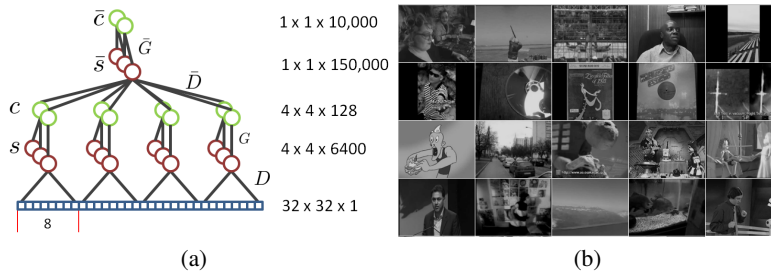 c̄
Ḡ
1 x 1 x 10,000
s̄
D̄
1 x 1 x 150,000
c
4 x 4 x 128
G
s
4 x 4 x 6400
D
32 x 32 x 1
8
(a)
(b)